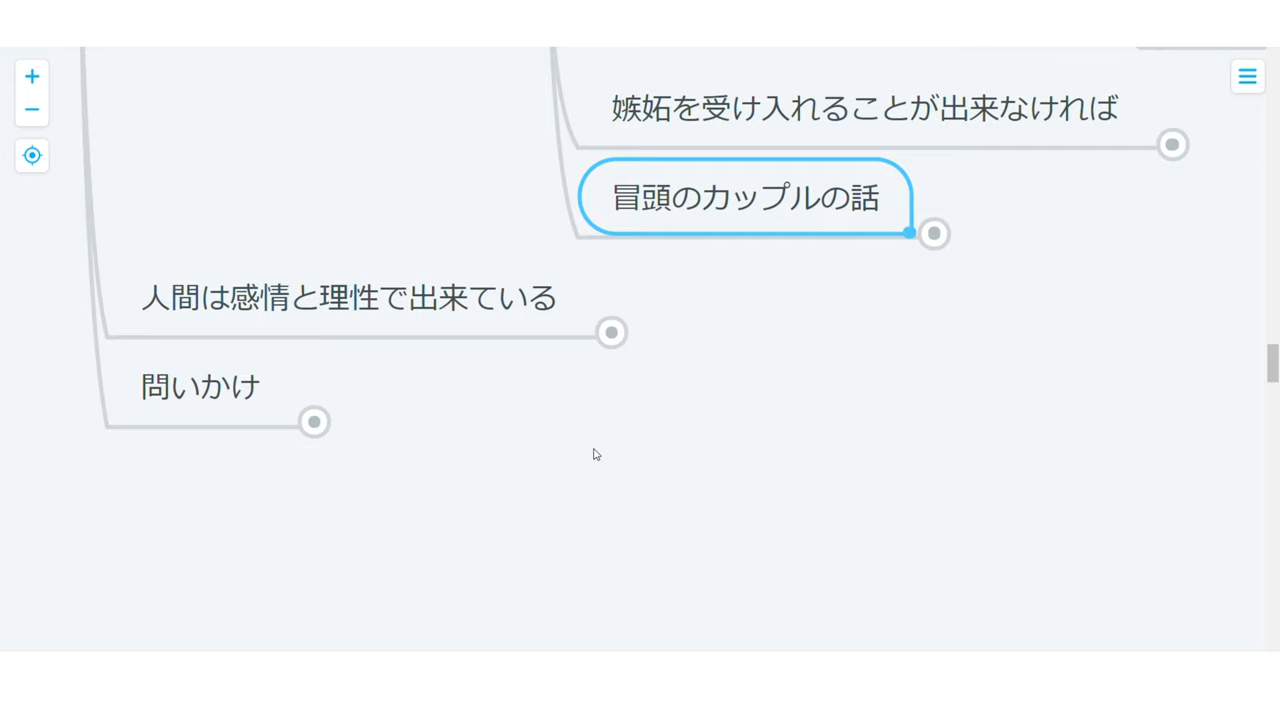 嫉妬を受け入れることが出来なければ
冒頭のカップルの話
人間は感情と理性で出来ている
問いかけ